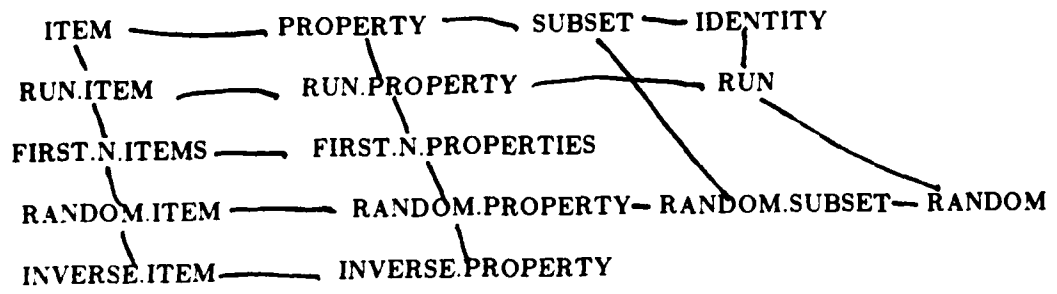 ITEM PROPERTY SUBSET IDENTITY
RUN.ITEM RUN.PROPERTY RUN
FIRST.N.ITEMS FIRST.N.PROPERTIES
RANDOM.ITEM RANDOM.PROPERTY RANDOM.SUBSET RANDOM
INVERSE.ITEM INVERSE.PROPERTY